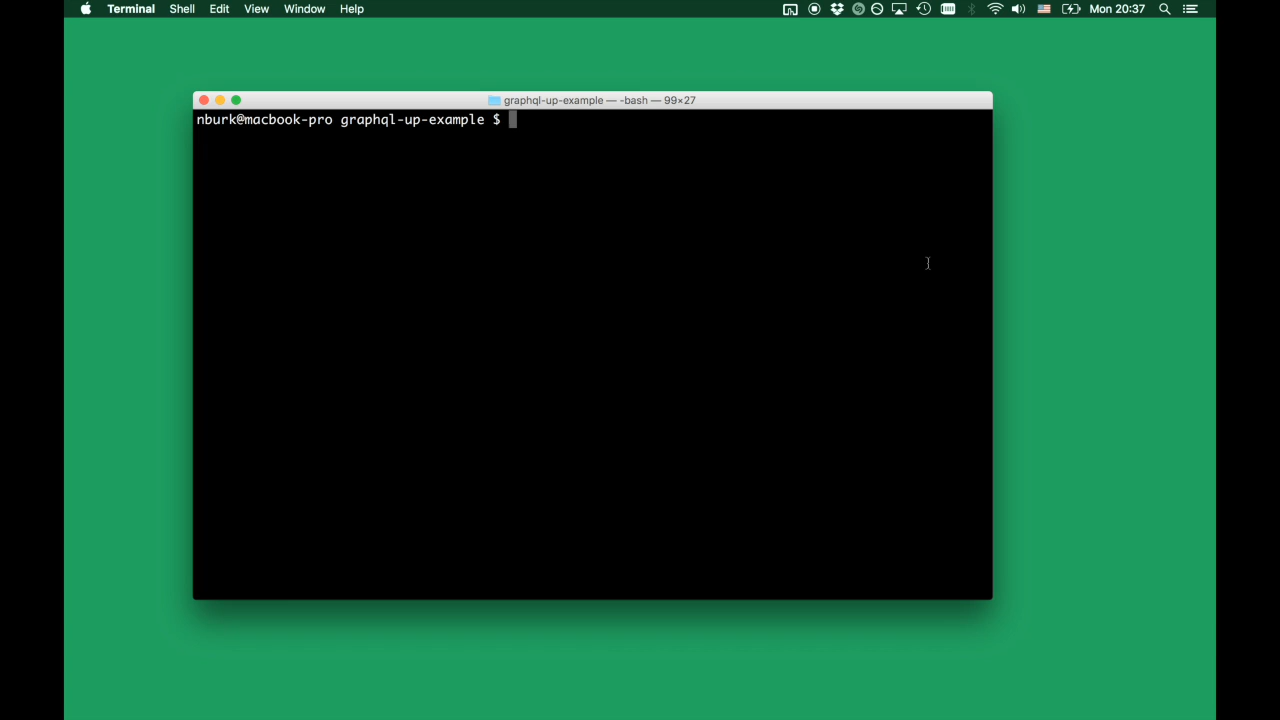 Terminal Shell Edit View Window Help Mon 20:37
graphql-up-example — -bash — 99×27
nburk@macbook-pro graphql-up-example $